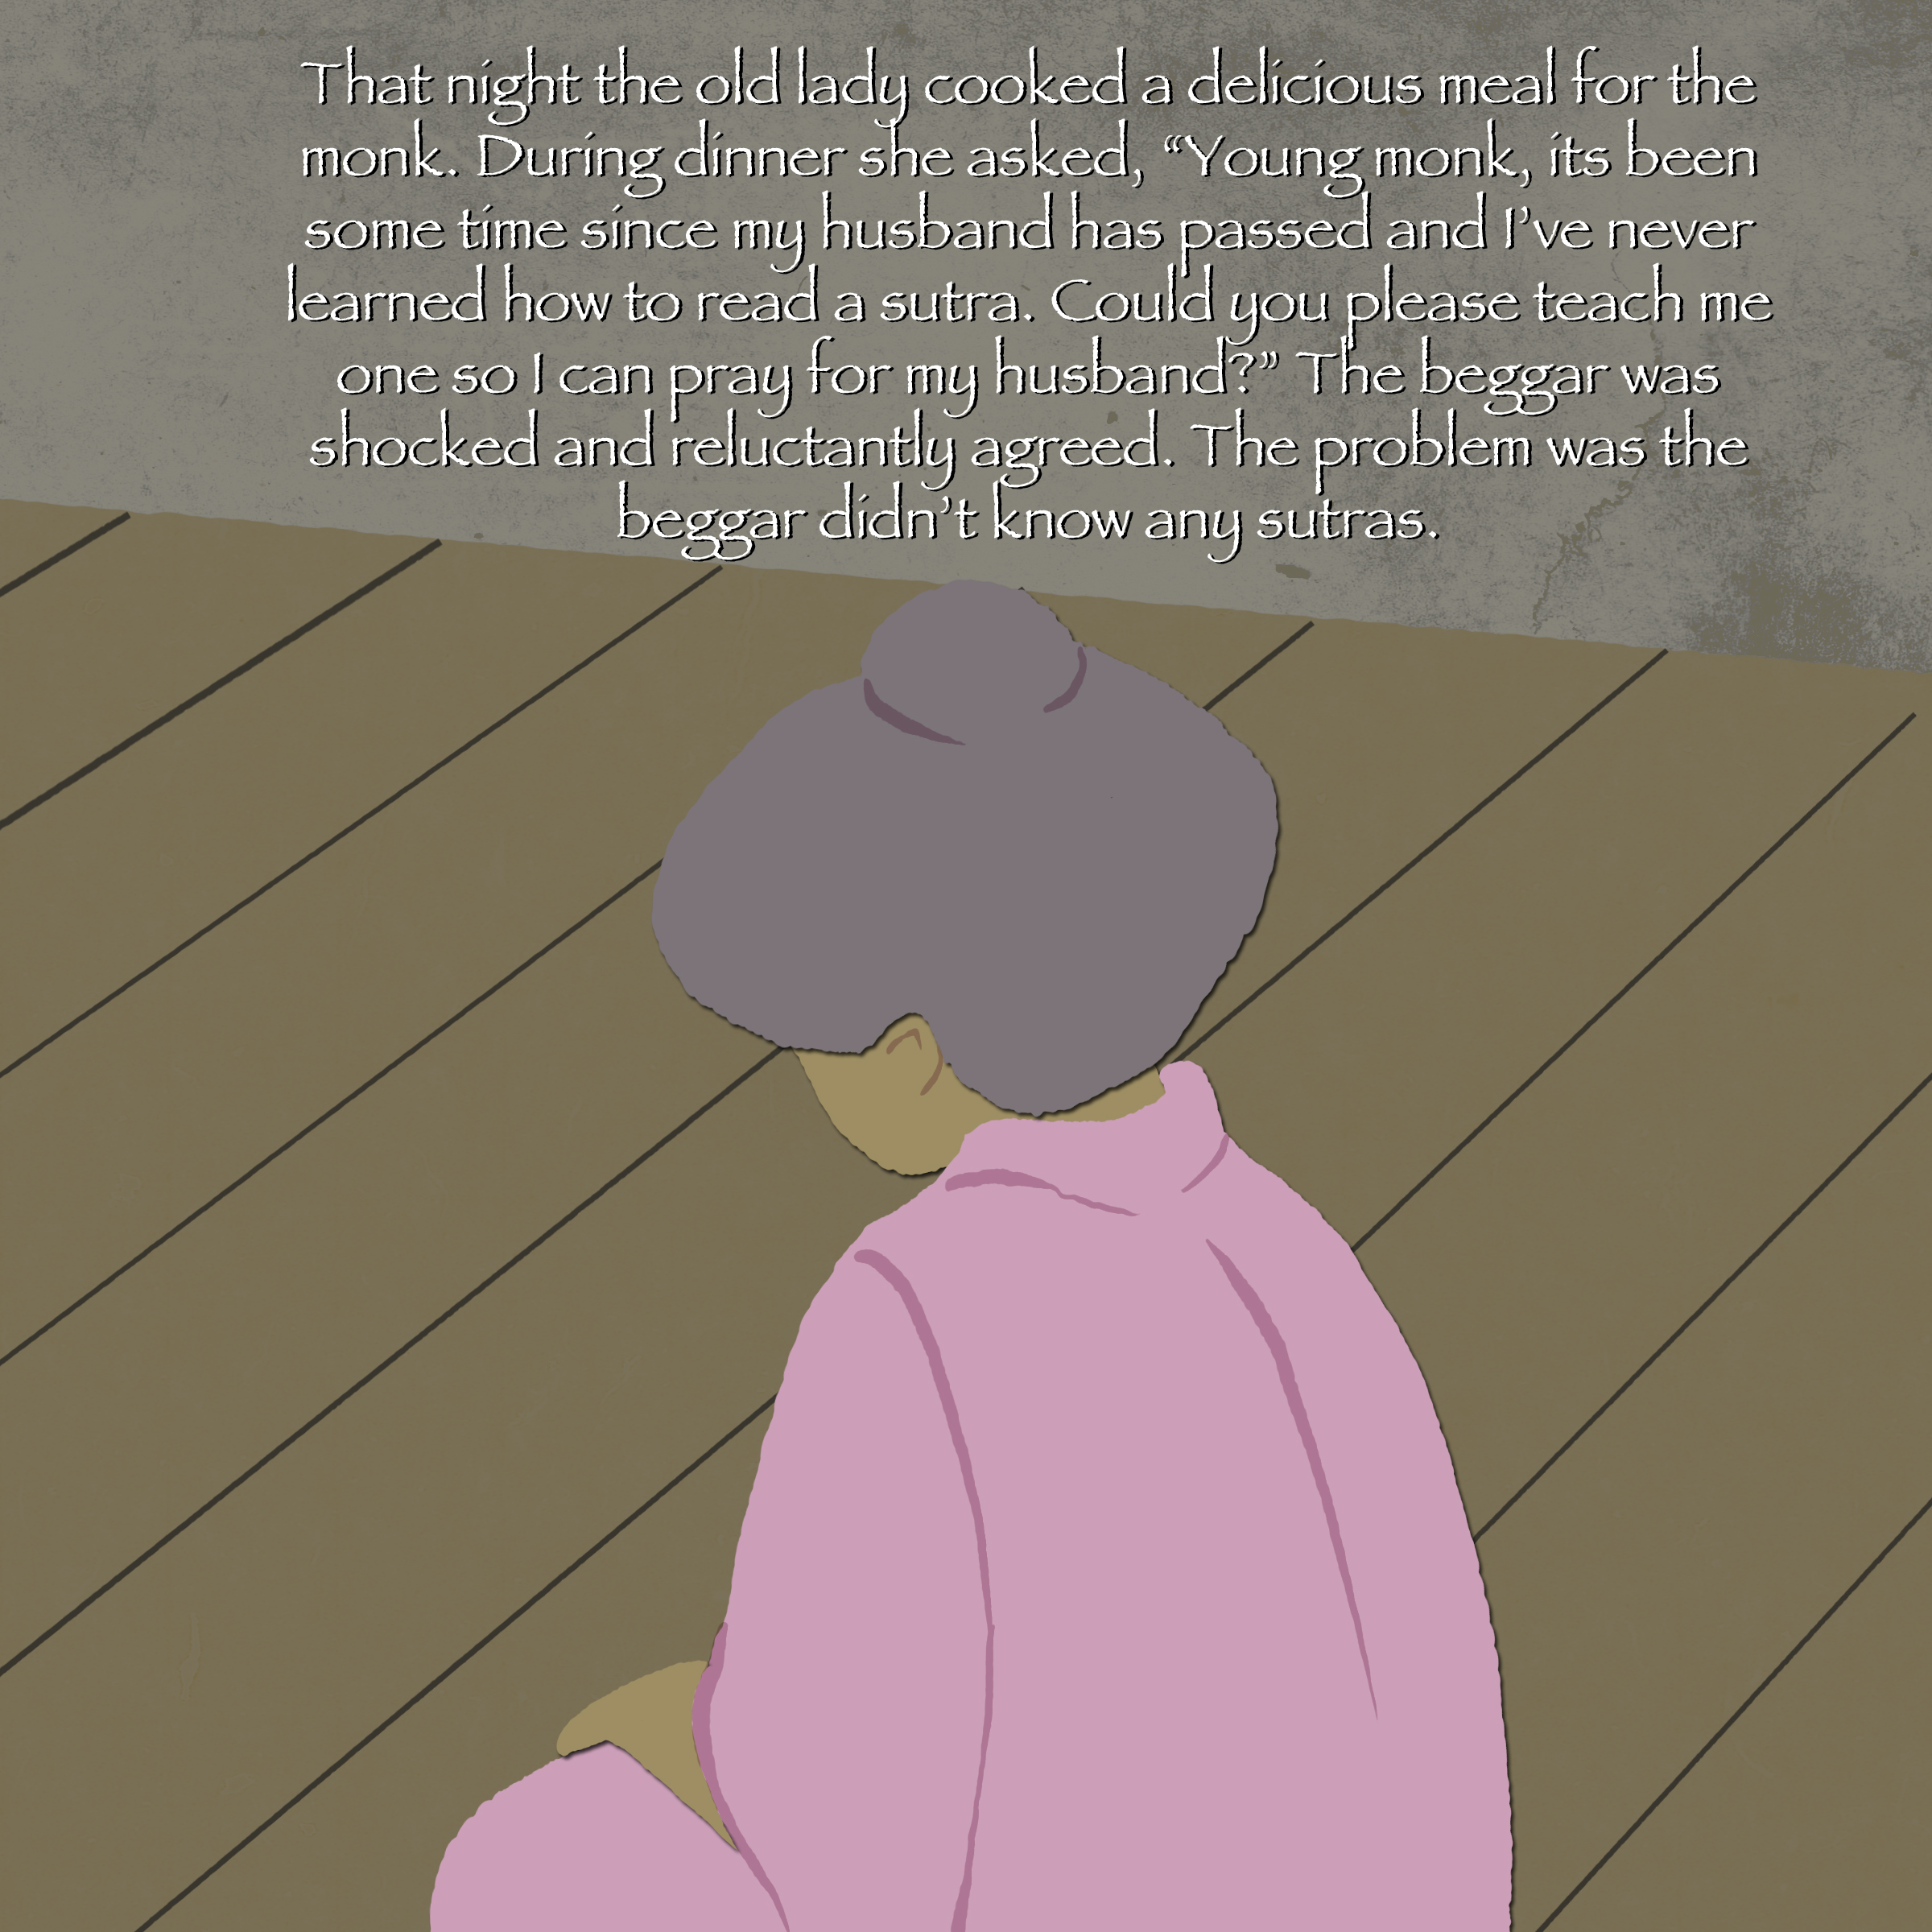 That night the old lady cooked a delicious meal for the
monk. During dinner she asked, “Young monk, its been
some time since my husband has passed and I’ve never
learned how to read a sutra. Could you please teach me
one so I can pray for my husband?” The beggar was
shocked and reluctantly agreed. The problem was the
beggar didn’t know any sutras.